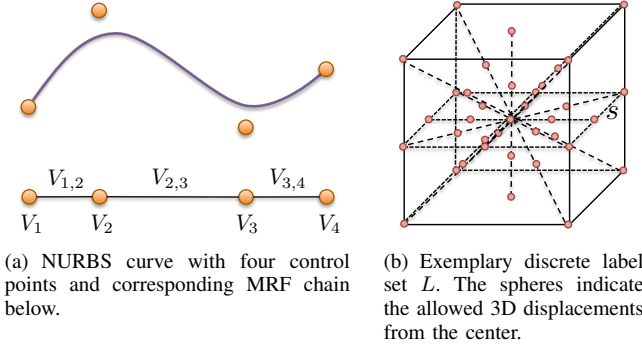 s
V1,2 V2,3 V3,4
V1 V2 V3 V4
(a) NURBS curve with four control
points and corresponding MRF chain
below.
(b) Exemplary discrete label
set L. The spheres indicate
the allowed 3D displacements
from the center.